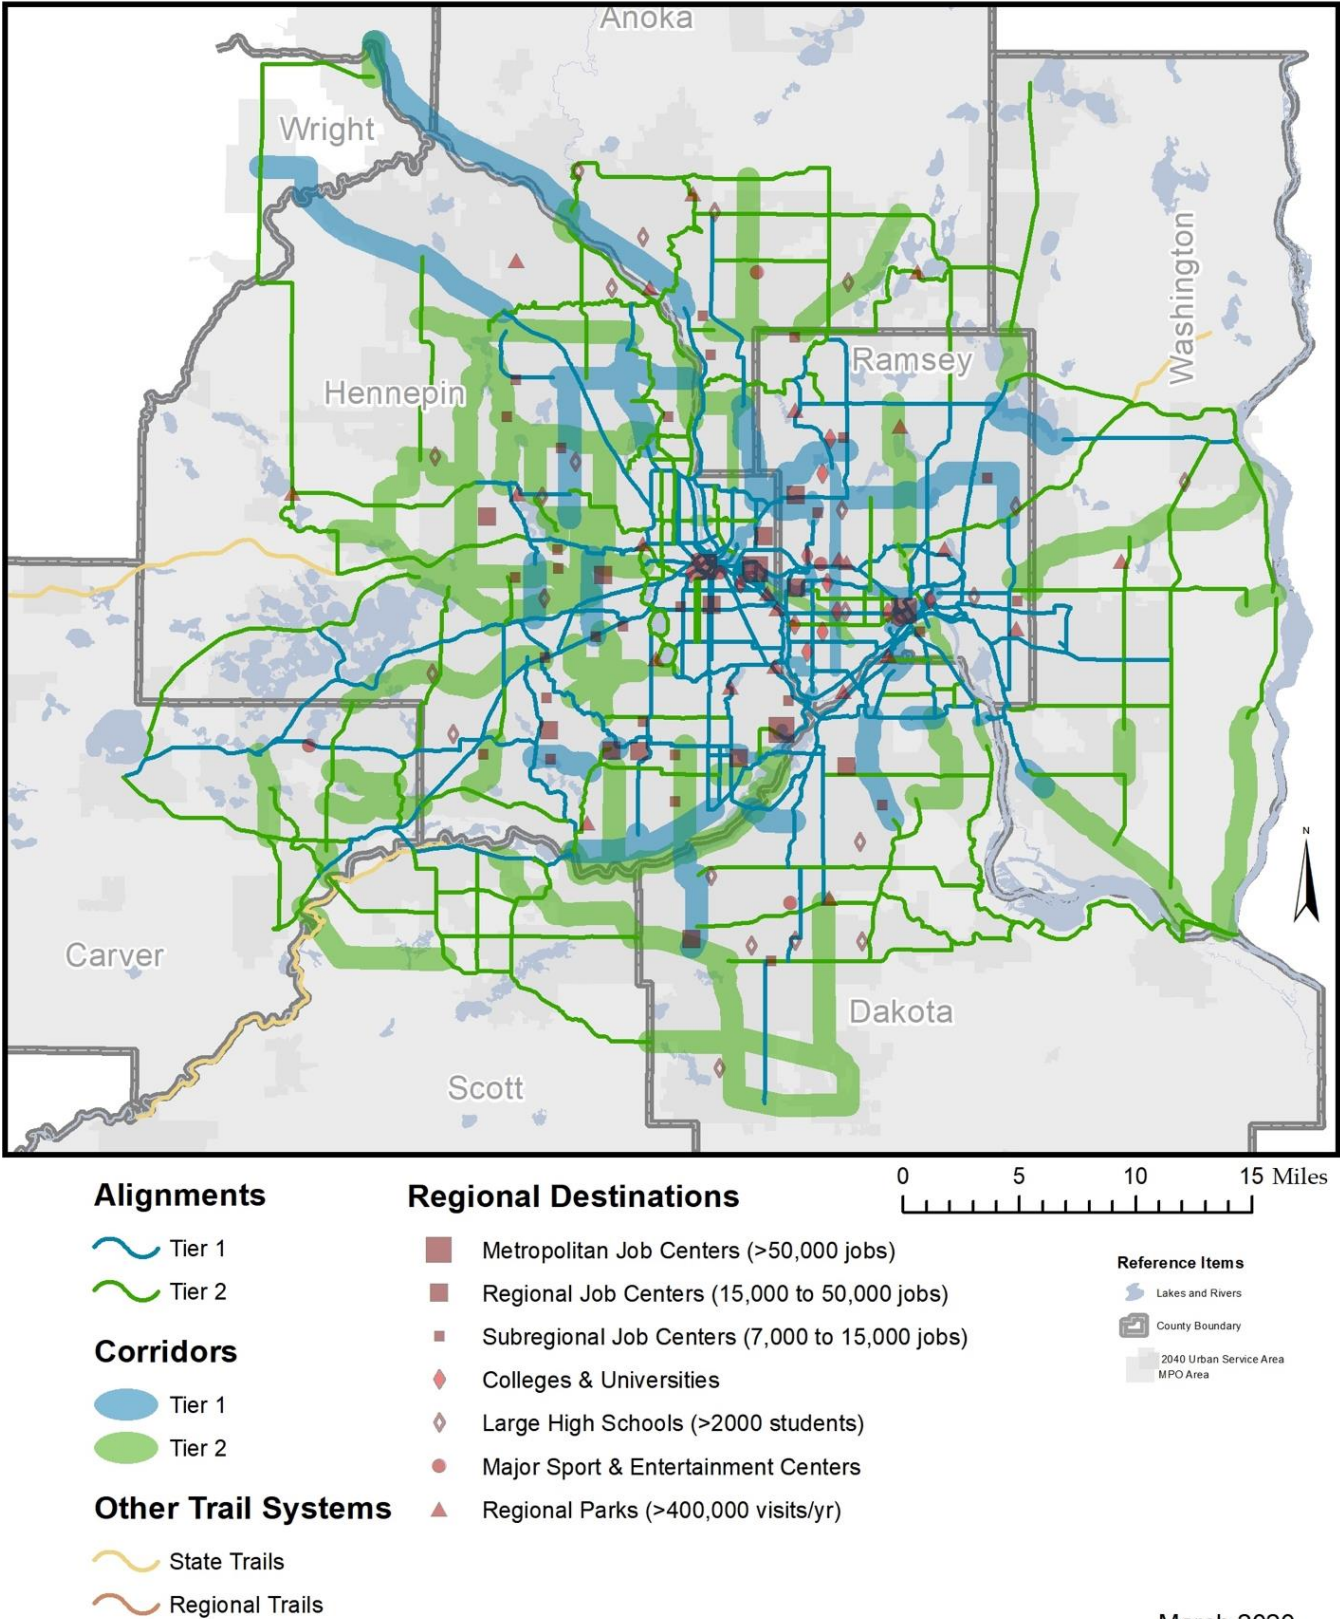 Anoka
Wright
Washington
Ramsey
Hennepin
N
Carver
Dakota
Scott
0 5 10 15 Miles
Alignments
Tier 1
Tier 2
Corridors
Tier 1
Tier 2
Other Trail Systems
State Trails
Regional Trails
Regional Destinations
Metropolitan Job Centers (>50,000 jobs)
Regional Job Centers (15,000 to 50,000 jobs)
Subregional Job Centers (7,000 to 15,000 jobs)
Colleges & Universities
Large High Schools (>2000 students)
Major Sport & Entertainment Centers
Regional Parks (>400,000 visits/yr)
Reference Items
Lakes and Rivers
County Boundary
2040 Urban Service Area
MPO Area